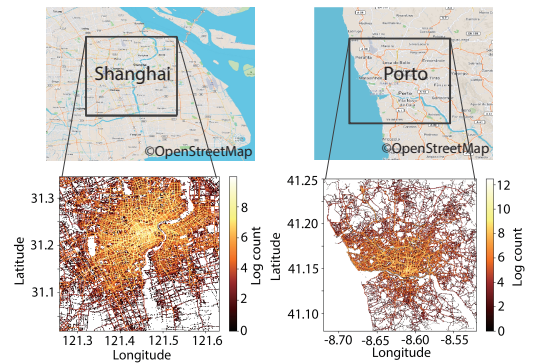 Shanghai
©OpenStreetMap
Porto
©OpenStreetMap
31.3
31.2
31.1
Latitude
121.3 121.4 121.5 121.6
Longitude
8
6
4
2
0
Log count
41.25
41.20
41.15
41.10
Latitude
-8.70 -8.65 -8.60 -8.55
Longitude
12
10
8
6
4
2
0
Log count